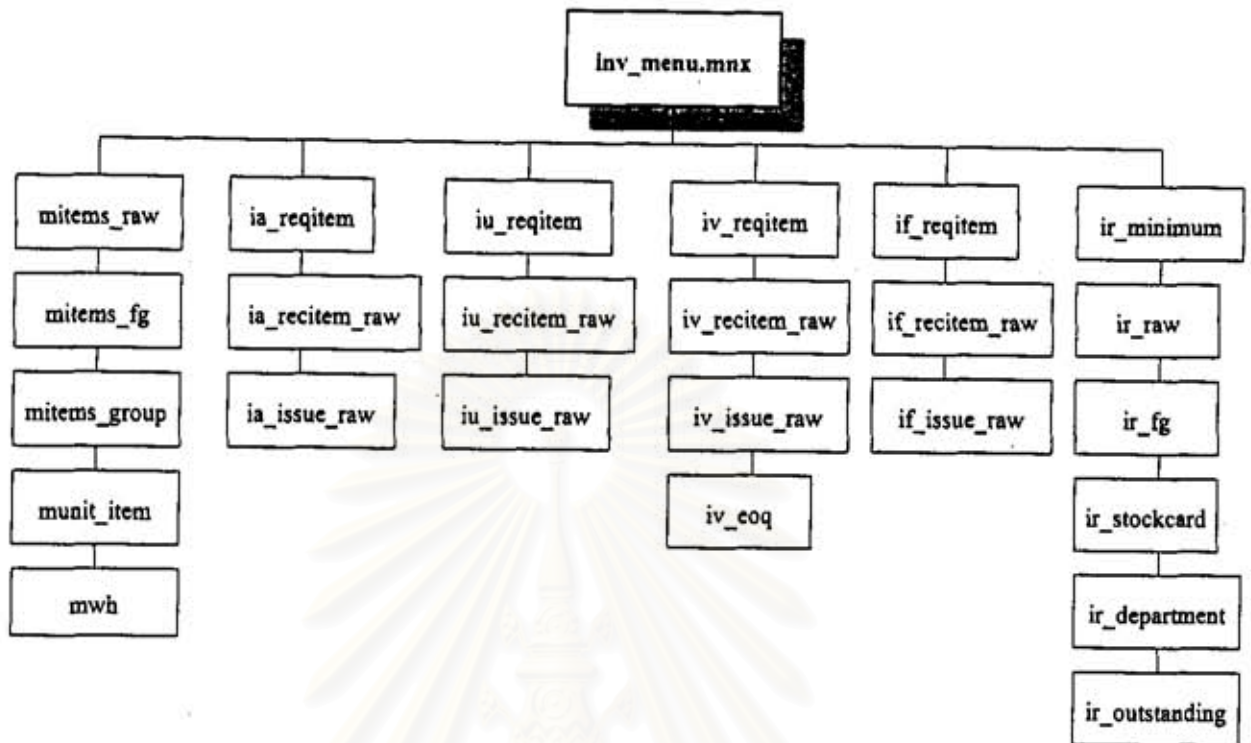 inv_menu.mnx
mitems_raw
mitems_fg
mitems_group
munit_item
mwh
ia_reqitem
ia_recitem_raw
ia_issue_raw
iu_reqitem
iu_recitem_raw
iu_issue_raw
iv_reqitem
iv_recitem_raw
iv_issue_raw
iv_eoq
if_reqitem
if_recitem_raw
if_issue_raw
ir_minimum
ir_raw
ir_fg
ir_stockcard
ir_department
ir_outstanding